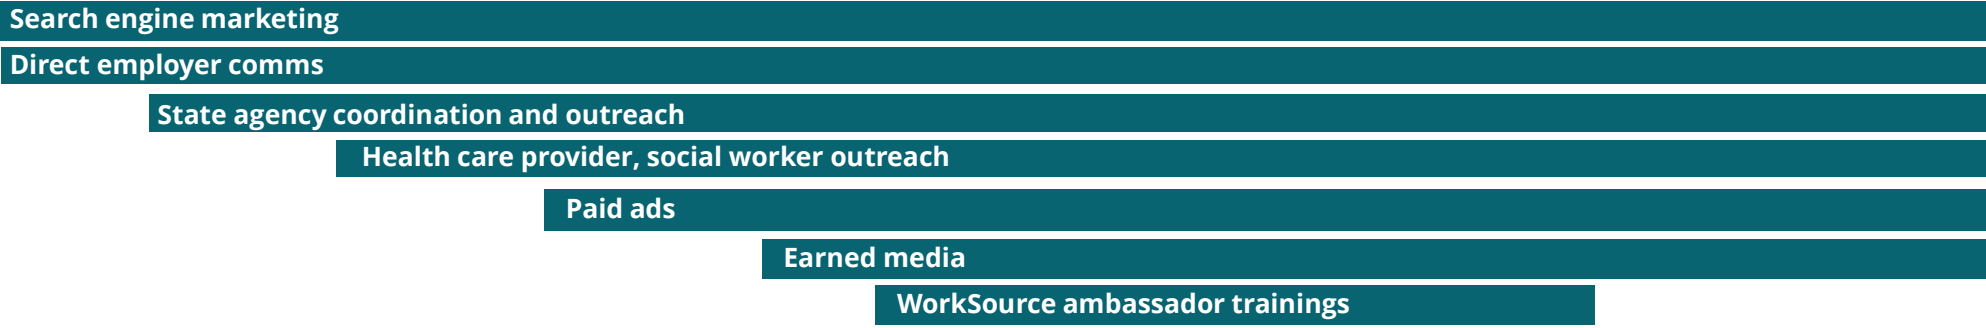 Search engine marketing
Direct employer comms
State agency coordination and outreach
Health care provider, social worker outreach
Paid ads
Earned media
WorkSource ambassador trainings